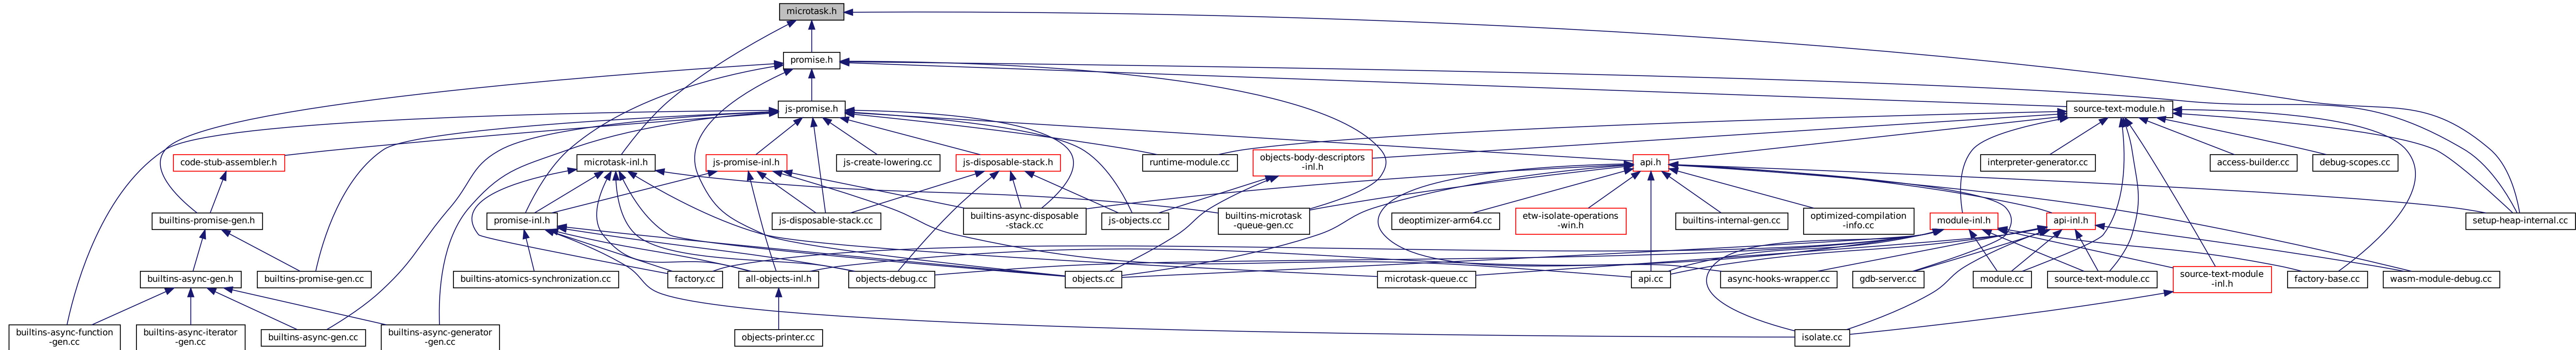 microtask.h
promise.h
js-promise.h
source-text-module.h
code-stub-assembler.h
microtask-inl.h
js-promise-inl.h
js-create-lowering.cc
js-disposable-stack.h
runtime-module.cc
objects-body-descriptors
-inl.h
api.h
interpreter-generator.cc
access-builder.cc
debug-scopes.cc
builtins-promise-gen.h
promise-inl.h
js-disposable-stack.cc
builtins-async-disposable
-stack.cc
js-objects.cc
builtins-microtask
-queue-gen.cc
deoptimizer-arm64.cc
etw-isolate-operations
-win.h
builtins-internal-gen.cc
optimized-compilation
-info.cc
module-inl.h
api-inl.h
setup-heap-internal.cc
builtins-async-gen.h
builtins-promise-gen.cc
builtins-atomics-synchronization.cc
factory.cc
all-objects-inl.h
objects-debug.cc
objects.cc
microtask-queue.cc
api.cc
async-hooks-wrapper.cc
gdb-server.cc
module.cc
source-text-module.cc
source-text-module
-inl.h
factory-base.cc
wasm-module-debug.cc
builtins-async-function
-gen.cc
builtins-async-iterator
-gen.cc
builtins-async-gen.cc
builtins-async-generator
-gen.cc
objects-printer.cc
isolate.cc